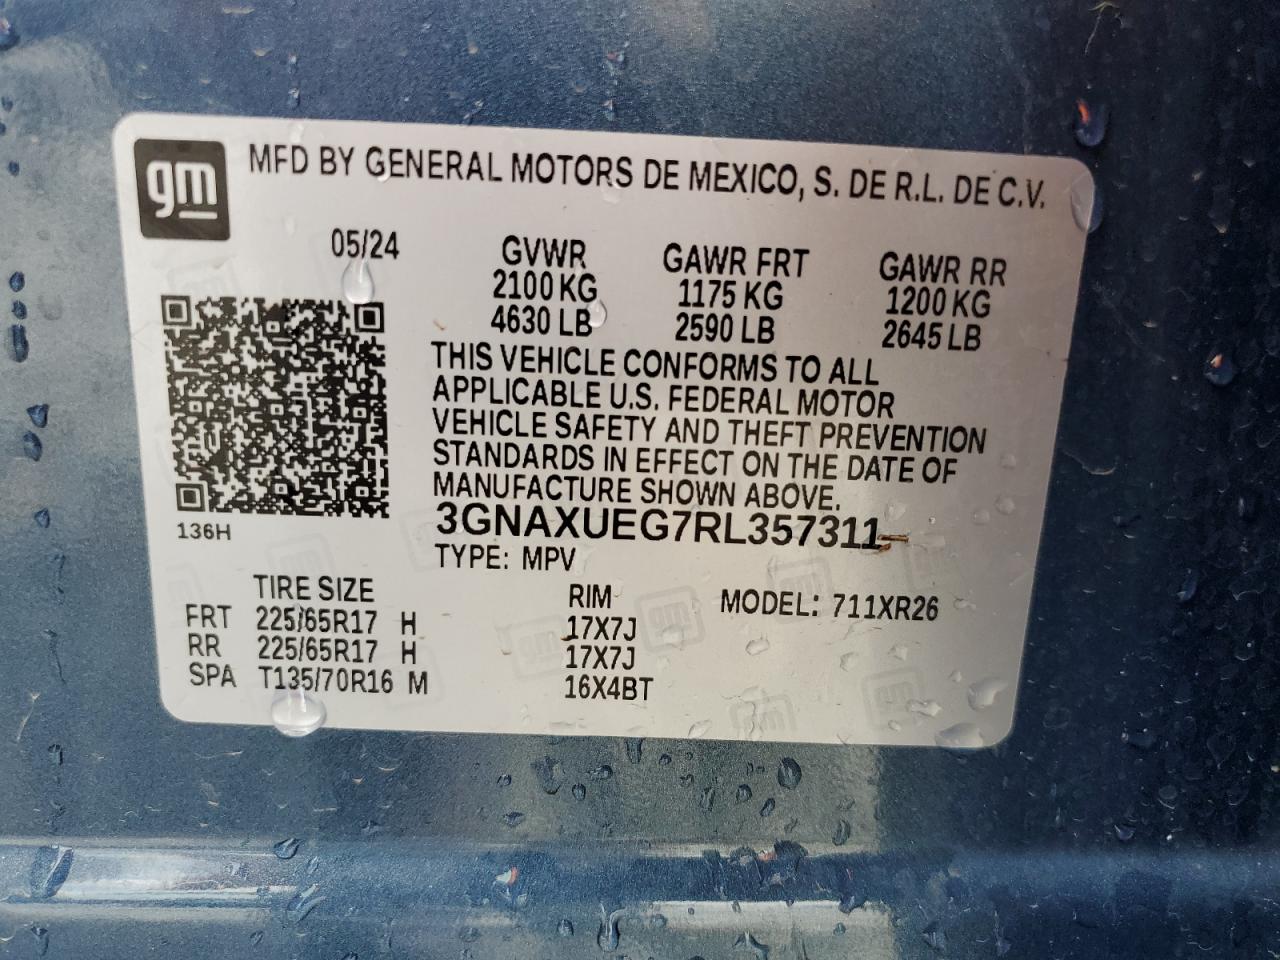 gm
MFD BY GENERAL MOTORS DE MEXICO, S. DE R.L. DE C.V.
05/24
GVWR GAWR FRT GAWR RR
2100 KG 1175 KG 1200 KG
4630 LB 2590 LB 2645 LB
THIS VEHICLE CONFORMS TO ALL
APPLICABLE U.S. FEDERAL MOTOR
VEHICLE SAFETY AND THEFT PREVENTION
STANDARDS IN EFFECT ON THE DATE OF
MANUFACTURE SHOWN ABOVE.
3GNAXUEG7RL357311
136H
TYPE: MPV
TIRE SIZE RIM MODEL: 711XR26
FRT 225/65R17 H 17X7J
RR 225/65R17 H 17X7J
SPA T135/70R16 M 16X4BT